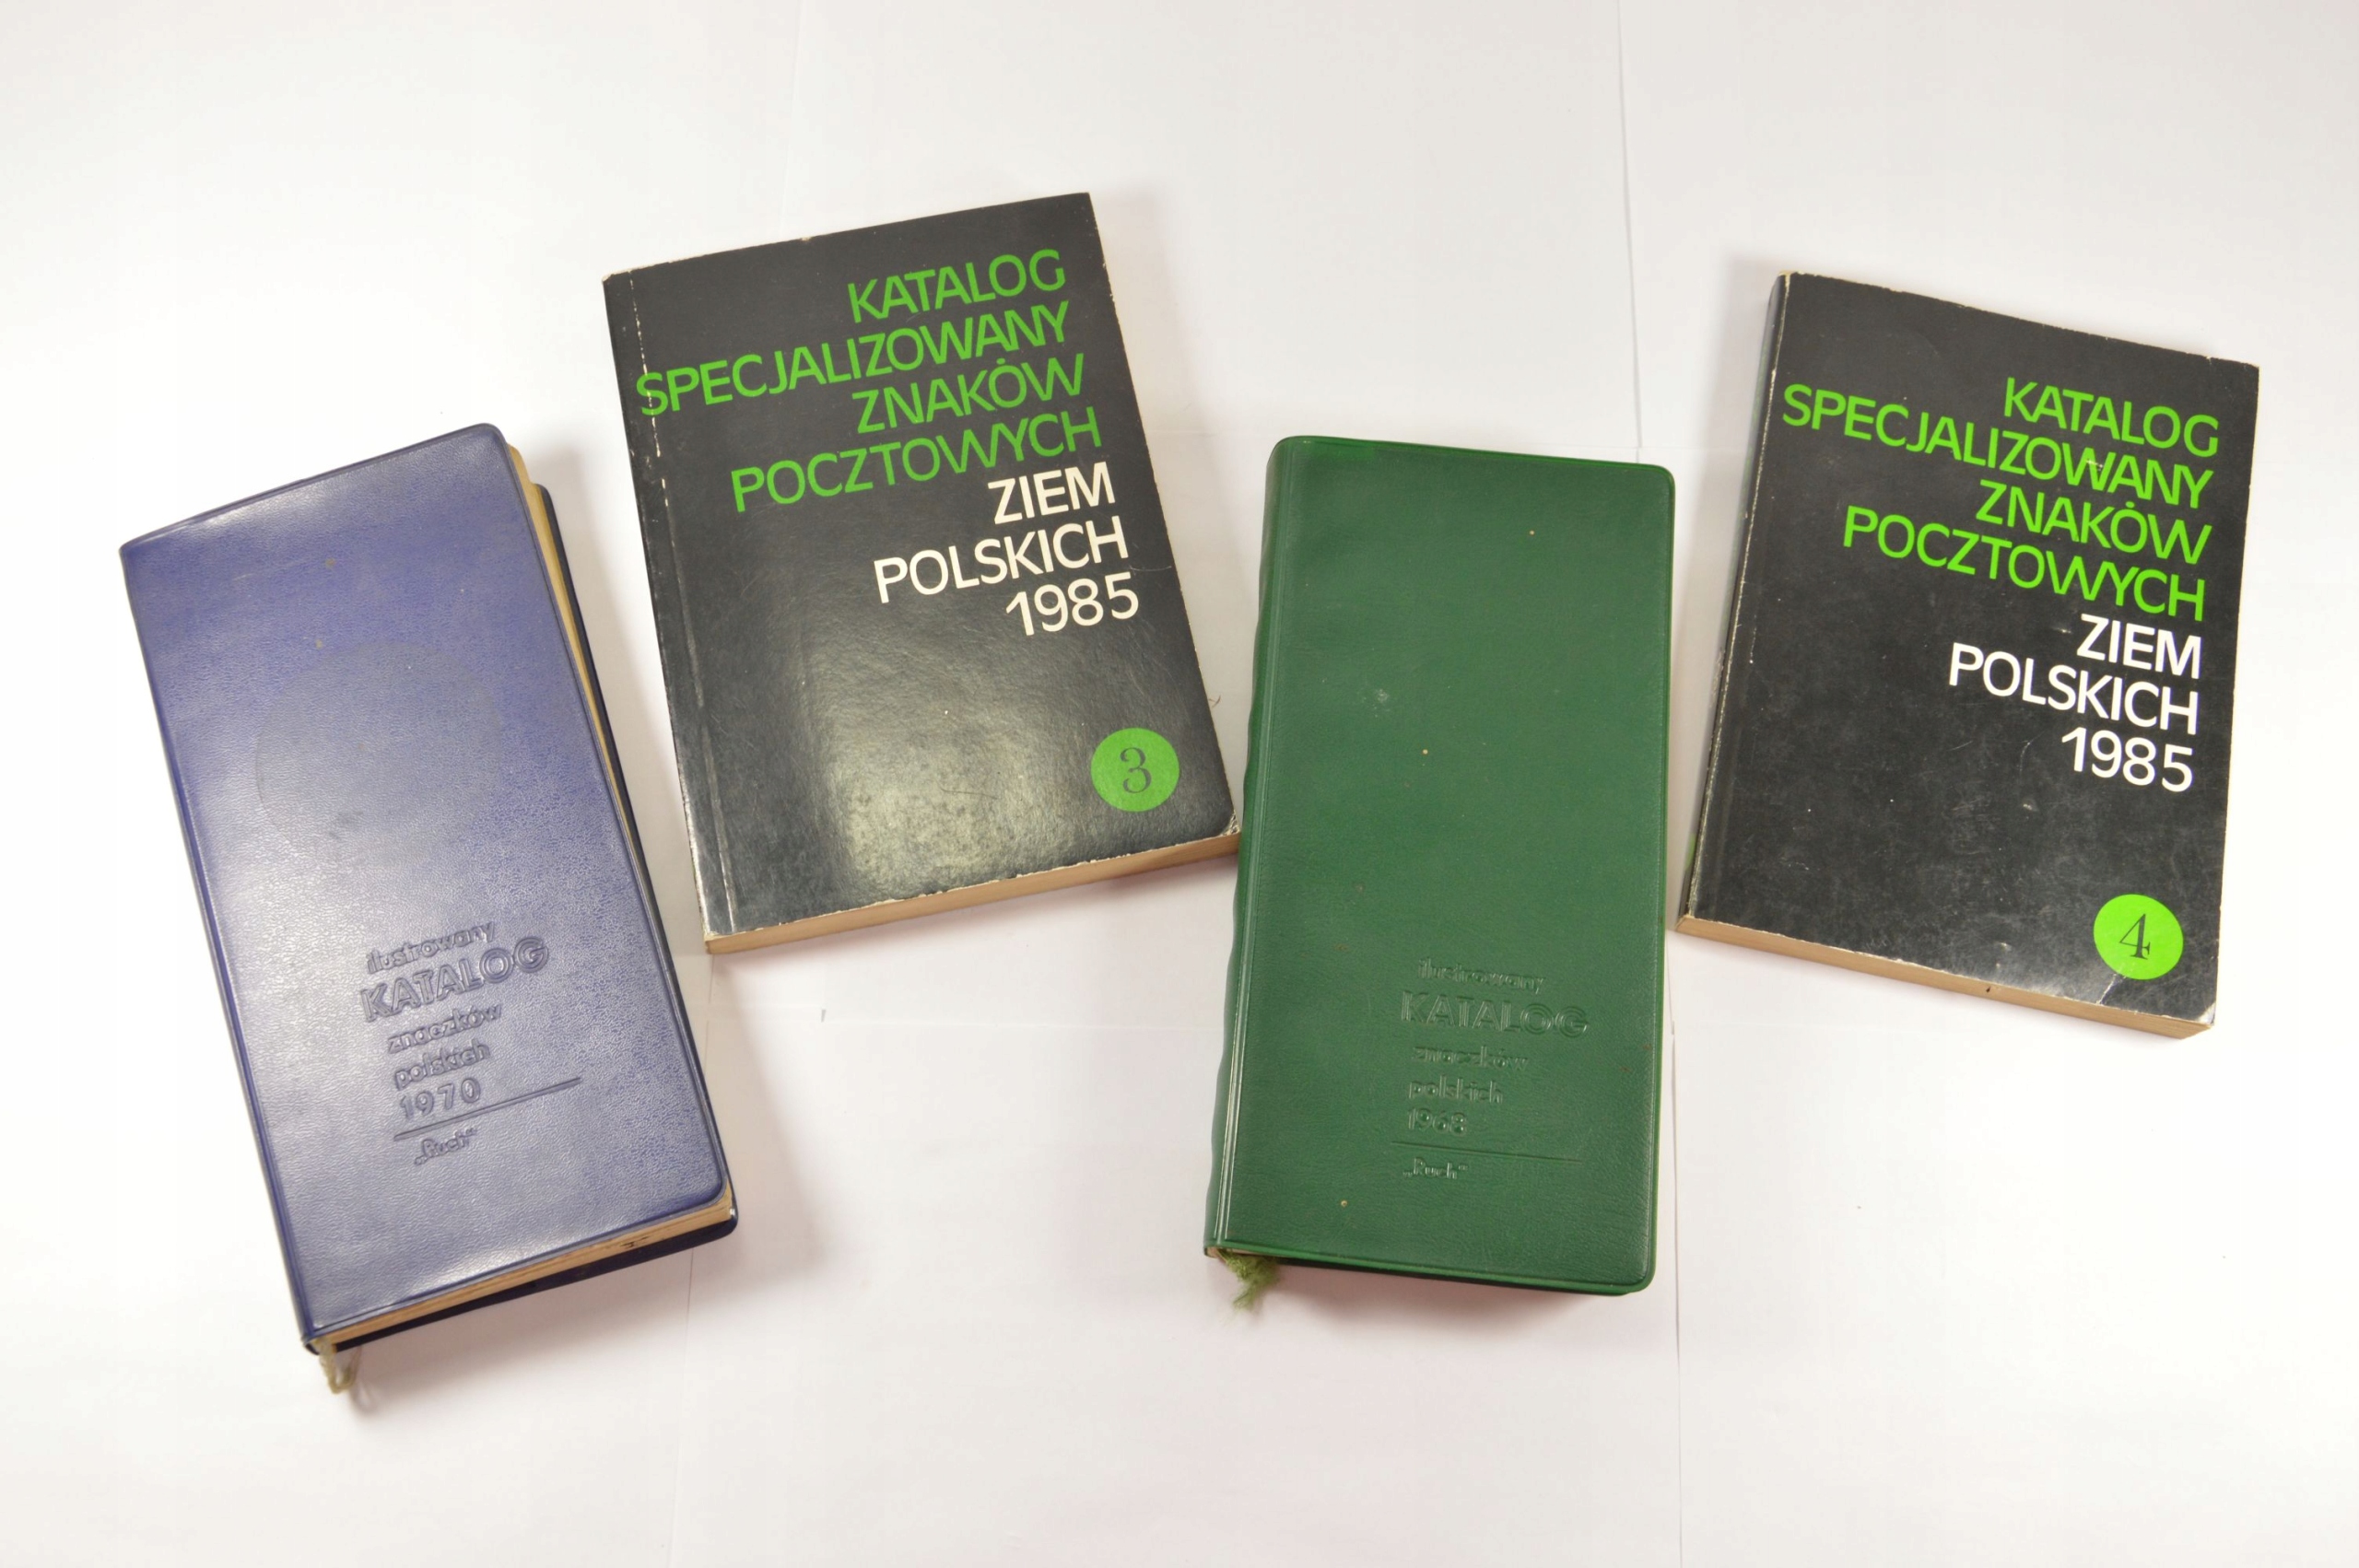 ilustrowany
KATALOG
znaczków
polskich
1970
„Ruch“
KATALOG
SPECJALIZOWANY
ZNAKÓW
POCZTOWYCH
ZIEM
POLSKICH
1985
3
ilustrowany
KATALOG
znaczków
polskich
1968
„Ruch“
KATALOG
SPECJALIZOWANY
ZNAKÓW
POCZTOWYCH
ZIEM
POLSKICH
1985
4